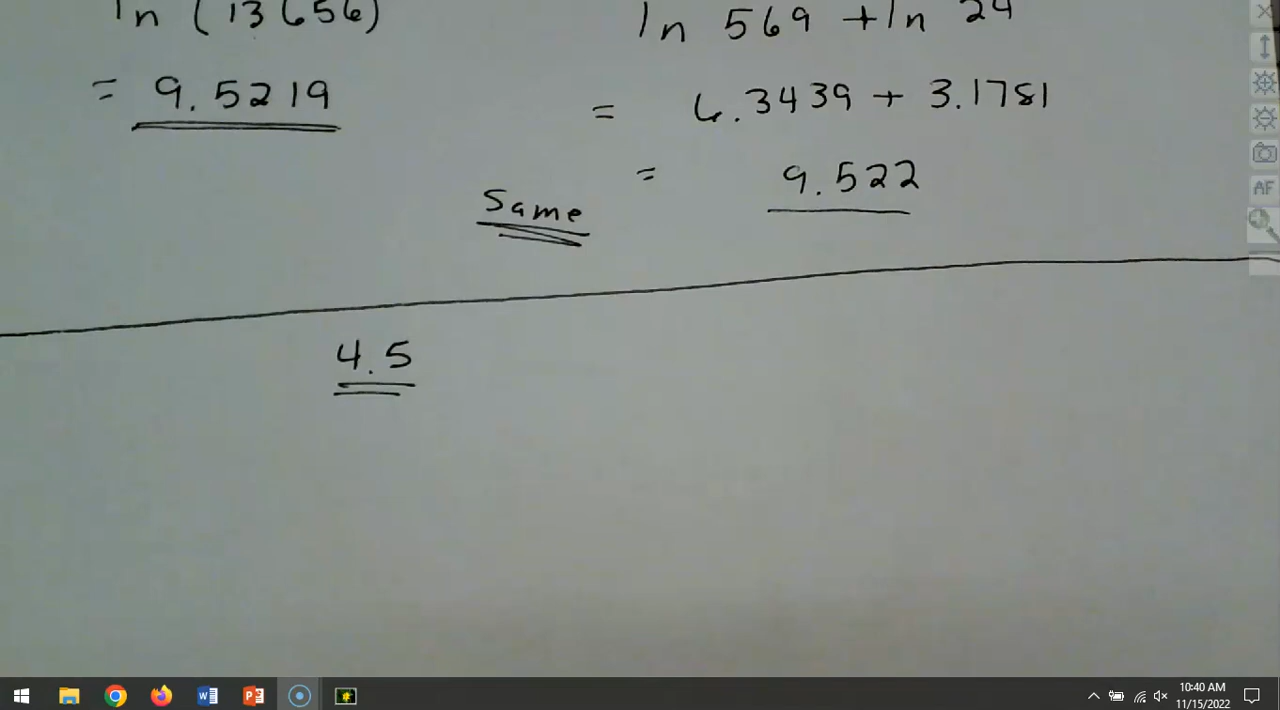 ln (13656)
= 9.5219
ln 569 + ln 24
= 6.3439 + 3.1781
= 9.522
Same
4.5
AF
10:40 AM
11/15/2022